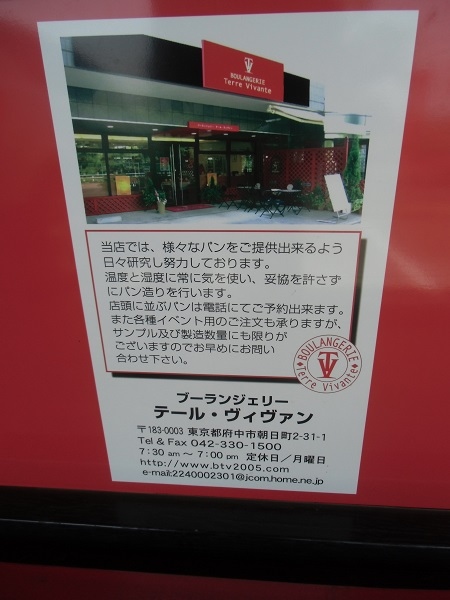 BOULANGERIE
Terre Vivante
当店では、様々なパンをご提供出来るよう
日々研究し努力しております。
温度と湿度に常に気を使い、妥協を許さず
にパン造りを行います。
店頭に並ぶパンは電話にてご予約出来ます。
また各種イベント用のご注文も承りますが、
サンプル及び製造数量にも限りが
ございますのでお早めにお問い
合わせ下さい。
BOULANGERIE
TV
Terre Vivante
ブーランジェリー
テール・ヴィヴァン
〒183-0003 東京都府中市朝日町2-31-1
Tel & Fax 042-330-1500
7:30 am～7:00 pm 定休日／月曜日
http://www.btv2005.com
e-mail:2240002301@jcom.home.ne.jp